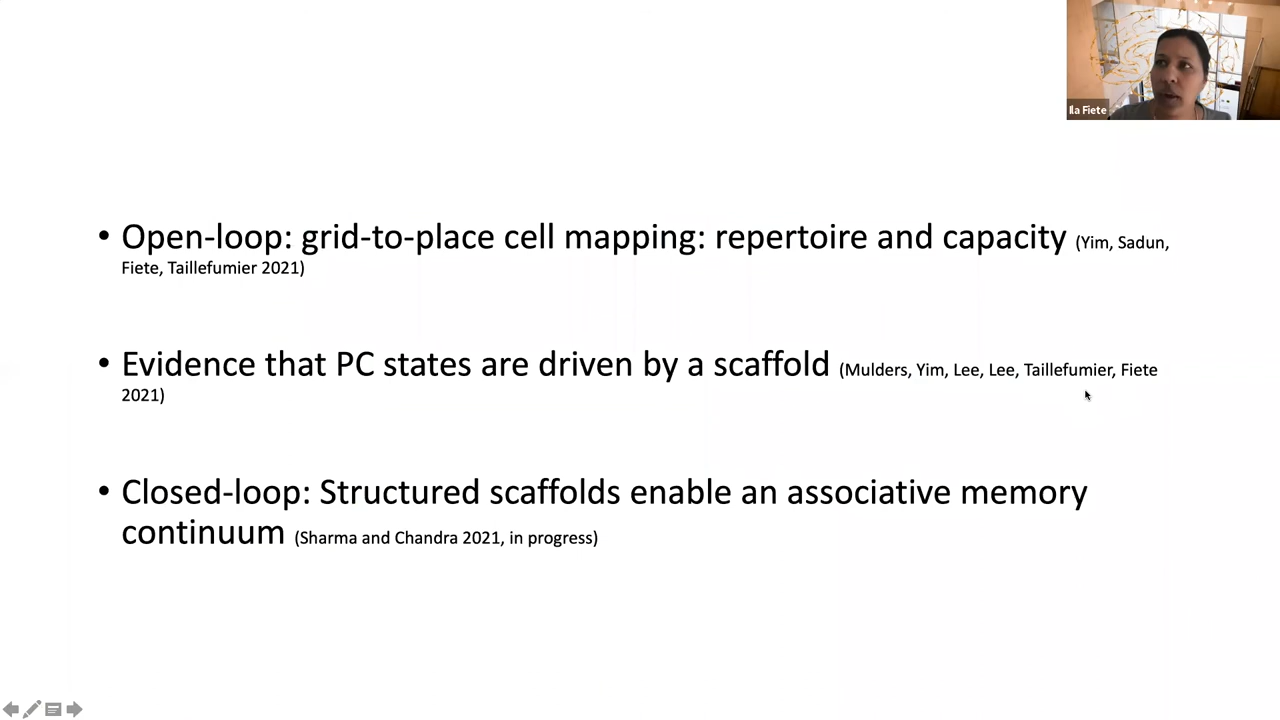 Ila Fiete
• Open-loop: grid-to-place cell mapping: repertoire and capacity (Yim, Sadun,
Fiete, Taillefumier 2021)
• Evidence that PC states are driven by a scaffold (Mulders, Yim, Lee, Lee, Taillefumier, Fiete
2021)
• Closed-loop: Structured scaffolds enable an associative memory
continuum (Sharma and Chandra 2021, in progress)